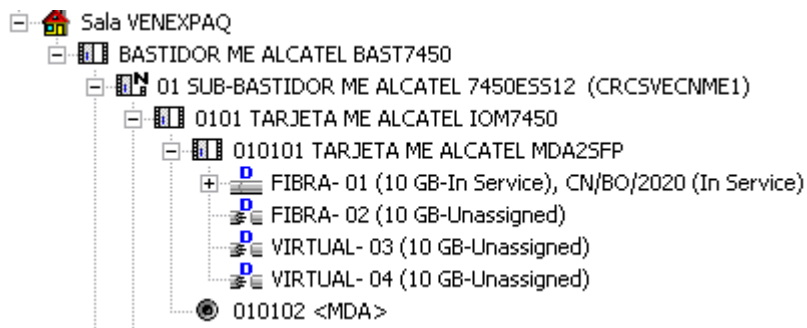 Sala VENEXPAQ
BASTIDOR ME ALCATEL BAST7450
01 SUB-BASTIDOR ME ALCATEL 7450ESS12 (CRCSVECNME1)
0101 TARJETA ME ALCATEL IOM7450
010101 TARJETA ME ALCATEL MDA2SFP
FIBRA- 01 (10 GB-In Service), CN/BO/2020 (In Service)
FIBRA- 02 (10 GB-Unassigned)
VIRTUAL- 03 (10 GB-Unassigned)
VIRTUAL- 04 (10 GB-Unassigned)
010102 <MDA>